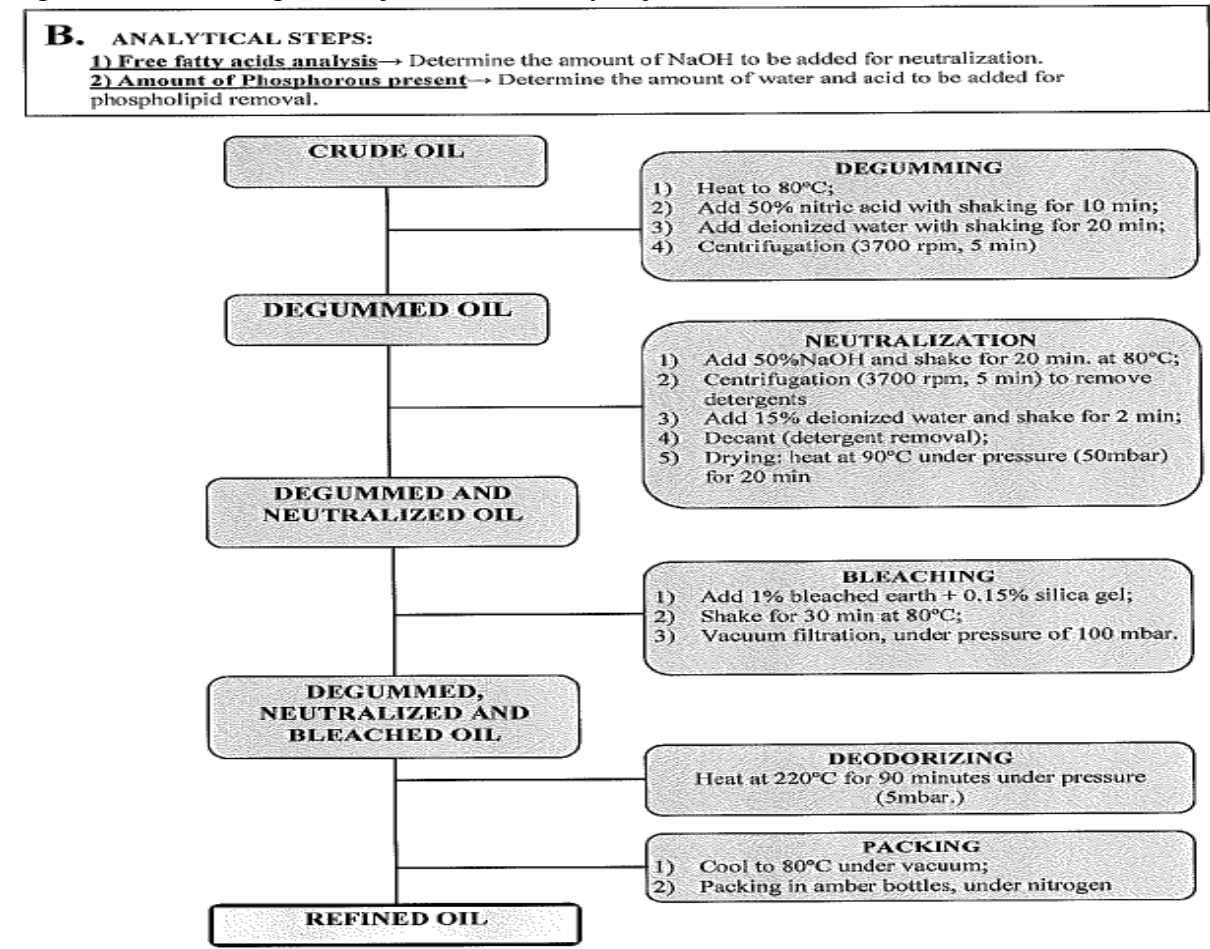 B. ANALYTICAL STEPS:
1) Free fatty acids analysis→ Determine the amount of NaOH to be added for neutralization.
2) Amount of Phosphorous present→ Determine the amount of water and acid to be added for
phospholipid removal.
CRUDE OIL
DEGUMMING
1) Heat to 80ºC;
2) Add 50% nitric acid with shaking for 10 min;
3) Add deionized water with shaking for 20 min;
4) Centrifugation (3700 rpm, 5 min)
DEGUMMED OIL
NEUTRALIZATION
1) Add 50%NaOH and shake for 20 min. at 80ºC;
2) Centrifugation (3700 rpm, 5 min) to remove
detergents
3) Add 15% deionized water and shake for 2 min;
4) Decant (detergent removal);
5) Drying: heat at 90ºC under pressure (50mbar)
for 20 min
DEGUMMED AND
NEUTRALIZED OIL
BLEACHING
1) Add 1% bleached earth + 0.15% silica gel;
2) Shake for 30 min at 80ºC;
3) Vacuum filtration, under pressure of 100 mbar.
DEGUMMED,
NEUTRALIZED AND
BLEACHED OIL
DEODORIZING
Heat at 220ºC for 90 minutes under pressure
(5mbar.)
PACKING
1) Cool to 80ºC under vacuum;
2) Packing in amber bottles, under nitrogen
REFINED OIL